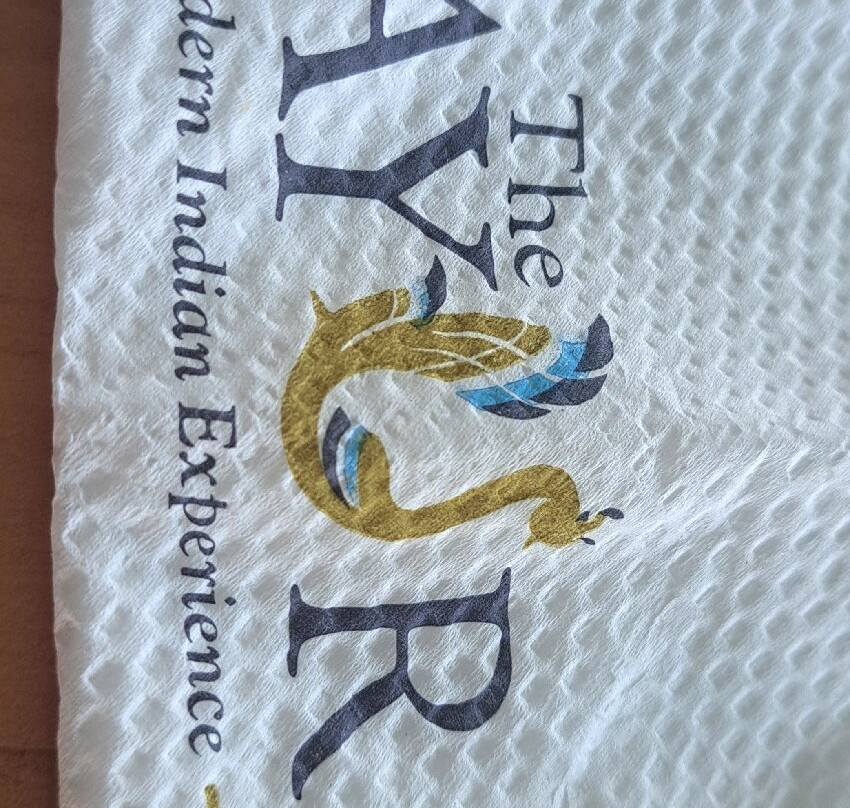 The
AY R
dern Indian Experience